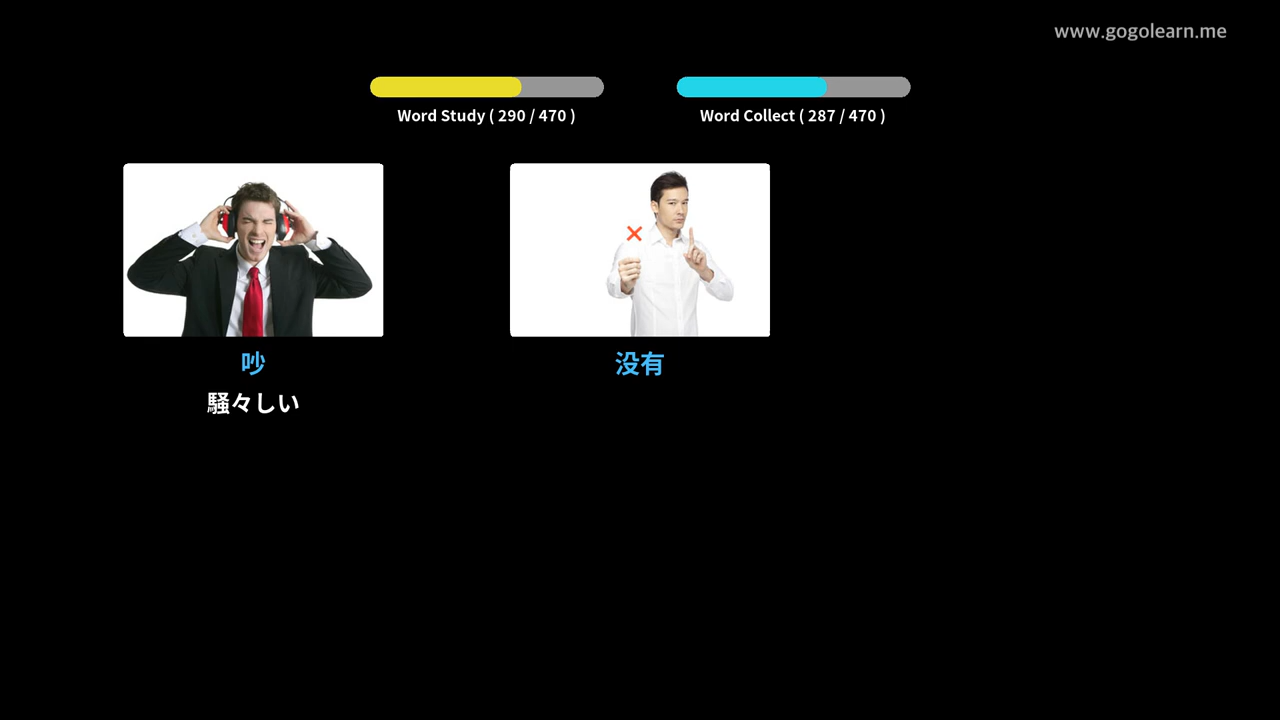 www.gogolearn.me
Word Study ( 290 / 470 )
Word Collect ( 287 / 470 )
吵
没有
騒々しい